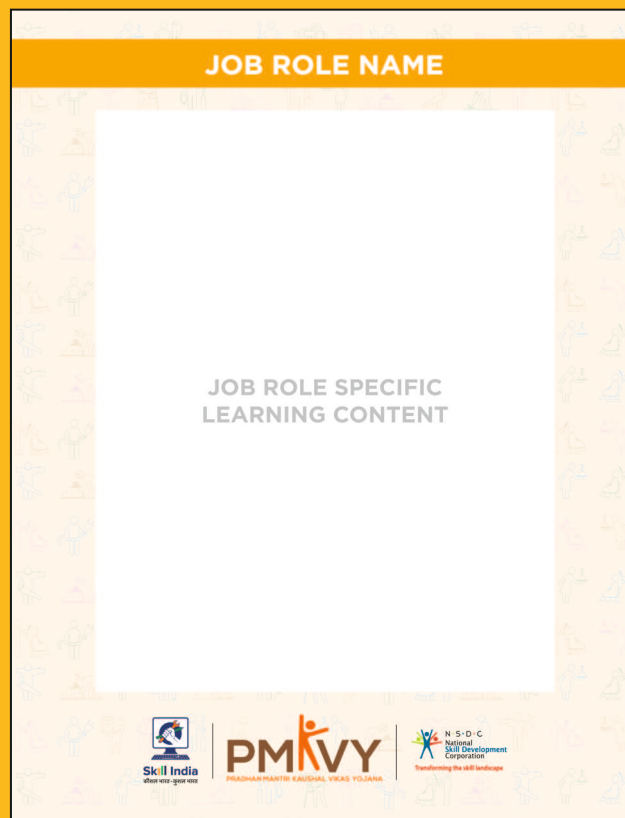 JOB ROLE NAME
JOB ROLE SPECIFIC
LEARNING CONTENT
Skill India
कौशल भारत - कुशल भारत
PMKVY
PRADHAN MANTRI KAUSHAL VIKAS YOJANA
N·S·D·C
National
Skill Development
Corporation
Transforming the skill landscape